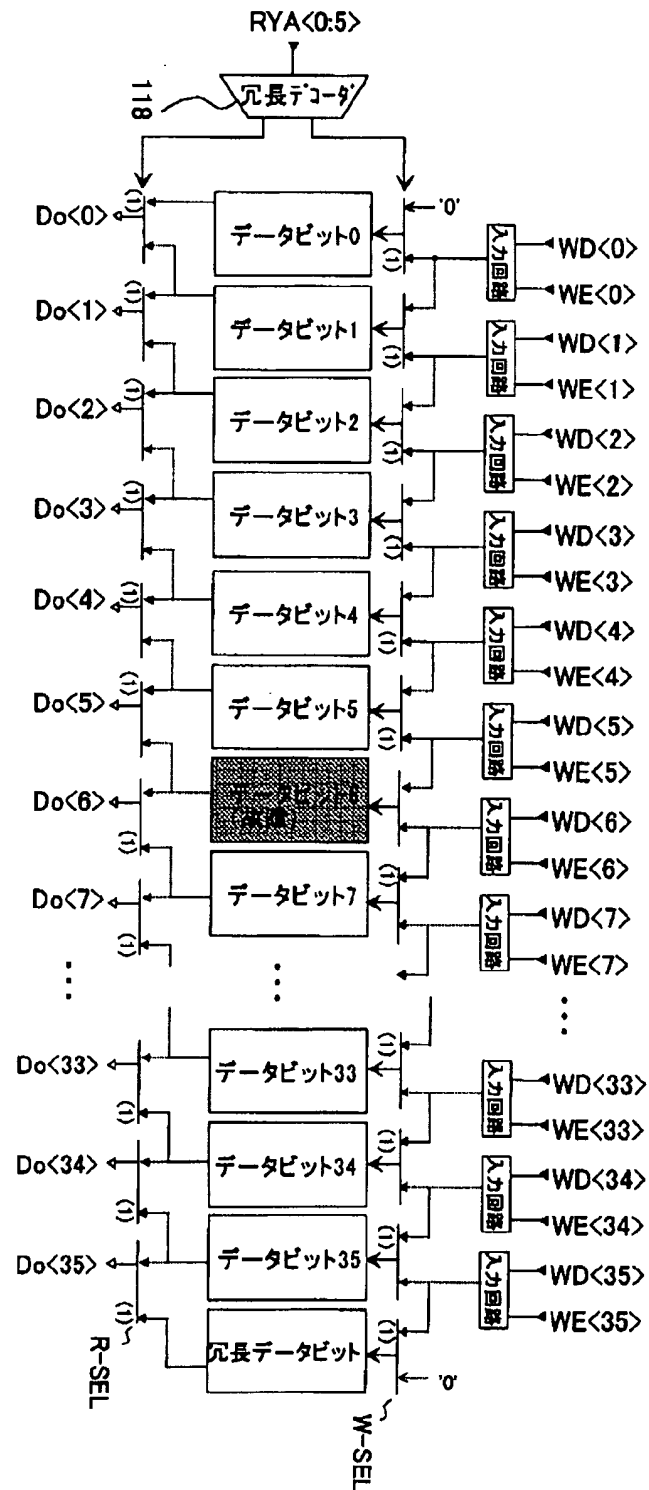 RYA<0:5>
冗長デコーダ
118
'0'
(1)
Do<0>
データビット0
(1)
入力回路
WD<0>
WE<0>
(1)
Do<1>
データビット1
(1)
入力回路
WD<1>
WE<1>
(1)
Do<2>
データビット2
(1)
入力回路
WD<2>
WE<2>
(1)
Do<3>
データビット3
(1)
入力回路
WD<3>
WE<3>
(1)
Do<4>
データビット4
(1)
入力回路
WD<4>
WE<4>
(1)
Do<5>
データビット5
(1)
入力回路
WD<5>
WE<5>
Do<6>
データビット6
(1)
入力回路
WD<6>
WE<6>
(1)
Do<7>
データビット7
(1)
入力回路
WD<7>
WE<7>
...
...
...
(1)
Do<33>
データビット33
(1)
入力回路
WD<33>
WE<33>
(1)
Do<34>
データビット34
(1)
入力回路
WD<34>
WE<34>
(1)
Do<35>
データビット35
(1)
入力回路
WD<35>
WE<35>
(1)
冗長データビット
'0'
R-SEL
W-SEL